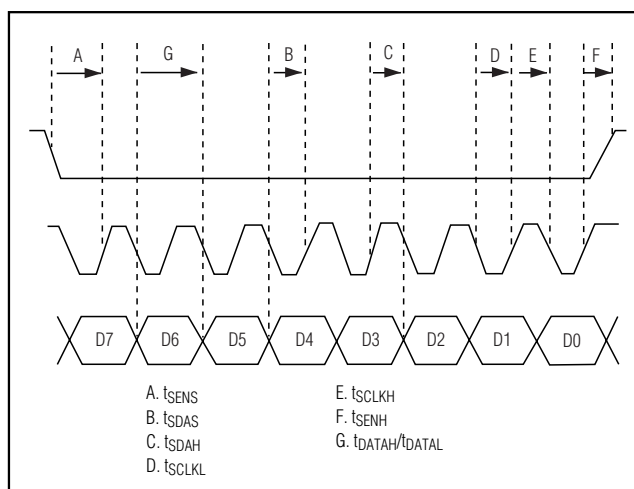 A G B C D E F
D7 D6 D5 D4 D3 D2 D1 D0
A. tSENS
B. tSDAS
C. tSDAH
D. tSCLKL
E. tSCLKH
F. tSENH
G. tDATAH/tDATAL